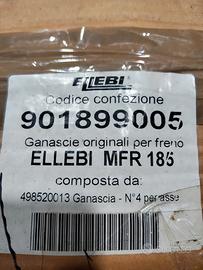 ELLEBI
Codice confezione
901899005
Ganascie originali per freno
ELLEBI MFR 185
composta da:
498520013 Ganascia - N°4 per asse